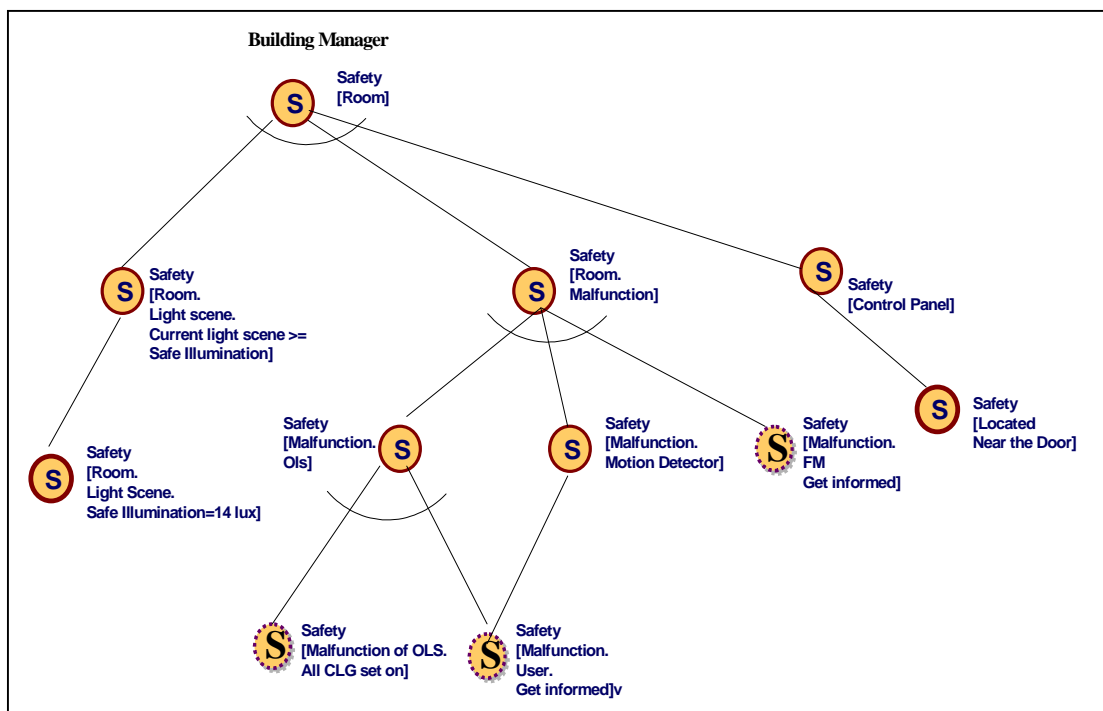 Building Manager
Safety
[Room]
S
Safety
[Room.
Light scene.
Current light scene >=
Safe Illumination]
S
Safety
[Room.
Malfunction]
S
Safety
[Control Panel]
S
Safety
[Room.
Light Scene.
Safe Illumination=14 lux]
S
Safety
[Malfunction.
Ols]
S
Safety
[Malfunction.
Motion Detector]
S
Safety
[Malfunction.
FM
Get informed]
S
Safety
[Located
Near the Door]
S
Safety
[Malfunction of OLS.
All CLG set on]
S
Safety
[Malfunction.
User.
Get informed]v
S